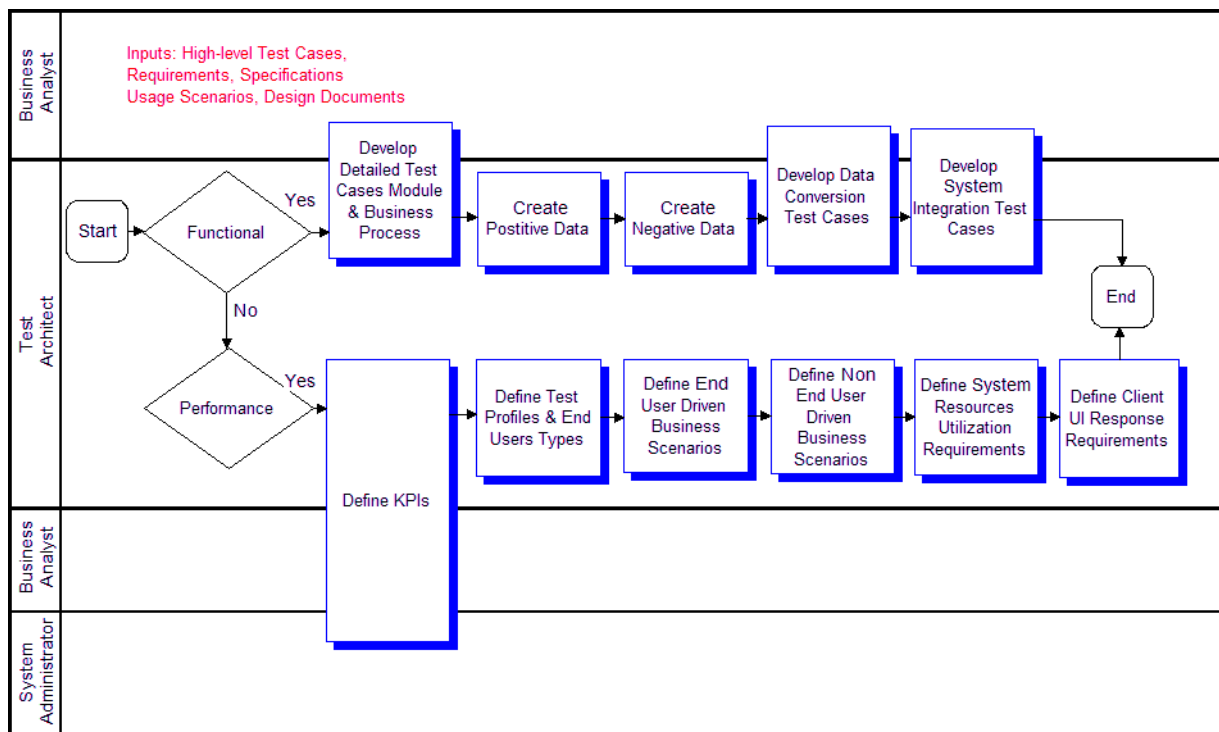 Business
Analyst
Inputs: High-level Test Cases,
Requirements, Specifications
Usage Scenarios, Design Documents
Test
Architect
Start
Functional
Yes
No
Develop
Detailed Test
Cases Module
& Business
Process
Create
Postitive Data
Create
Negative Data
Develop Data
Conversion
Test Cases
Develop
System
Integration Test
Cases
End
Performance
Yes
Define KPIs
Define Test
Profiles & End
Users Types
Define End
User Driven
Business
Scenarios
Define Non
End User
Driven
Business
Scenarios
Define System
Resources
Utilization
Requirements
Define Client
UI Response
Requirements
Business
Analyst
System
Administrator